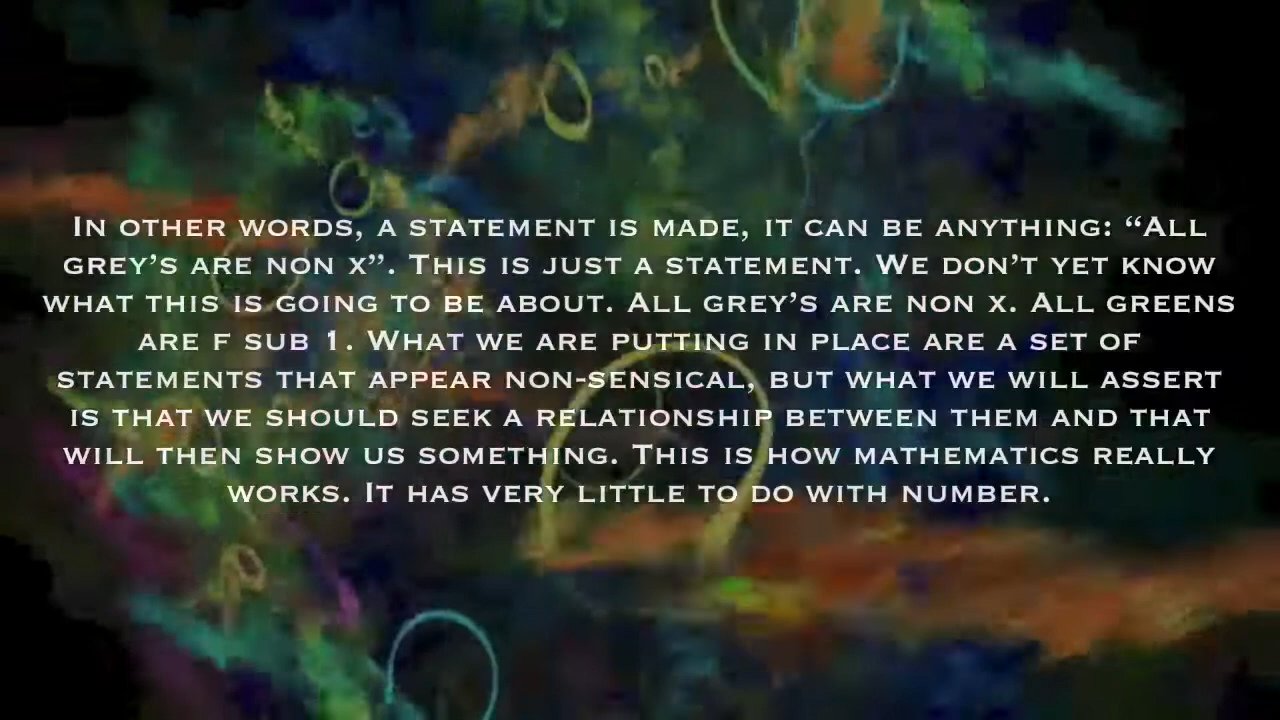 In other words, a statement is made, it can be anything: “All
grey’s are non x”. This is just a statement. We don’t yet know
what this is going to be about. All grey’s are non x. All greens
are f sub 1. What we are putting in place are a set of
statements that appear non-sensical, but what we will assert
is that we should seek a relationship between them and that
will then show us something. This is how mathematics really
works. It has very little to do with number.